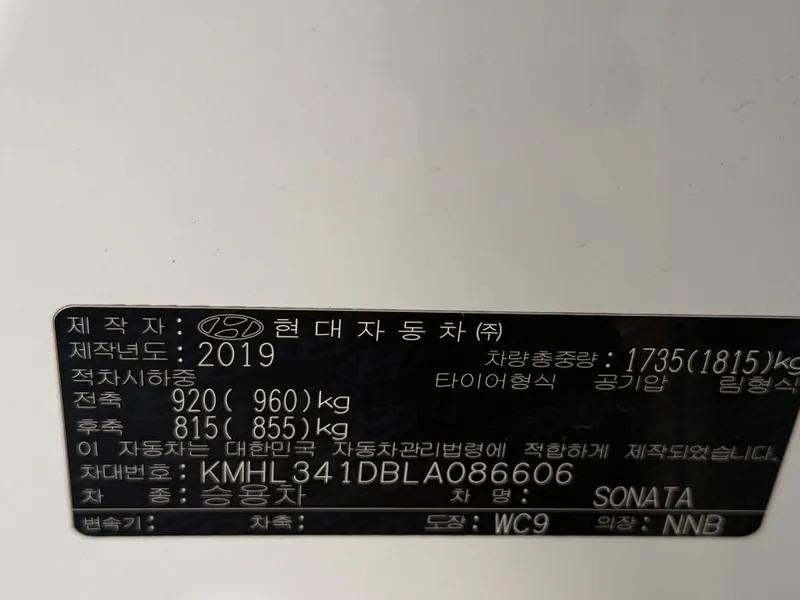 제 작 자 : 현대자동차㈜
제작년도 : 2019 차량총중량 : 1735(1815)kg
적차시하중 타이어형식 공기압 림형식
전축 920( 960)kg
후축 815( 855)kg
이 자동차는 대한민국 자동차관리법령에 적합하게 제작되었습니다.
차대번호 : KMHL341DBLA086606
차 종 : 승용차 차 명 : SONATA
변속기 : 차축 : 도장 : WC9 의장 : NNB